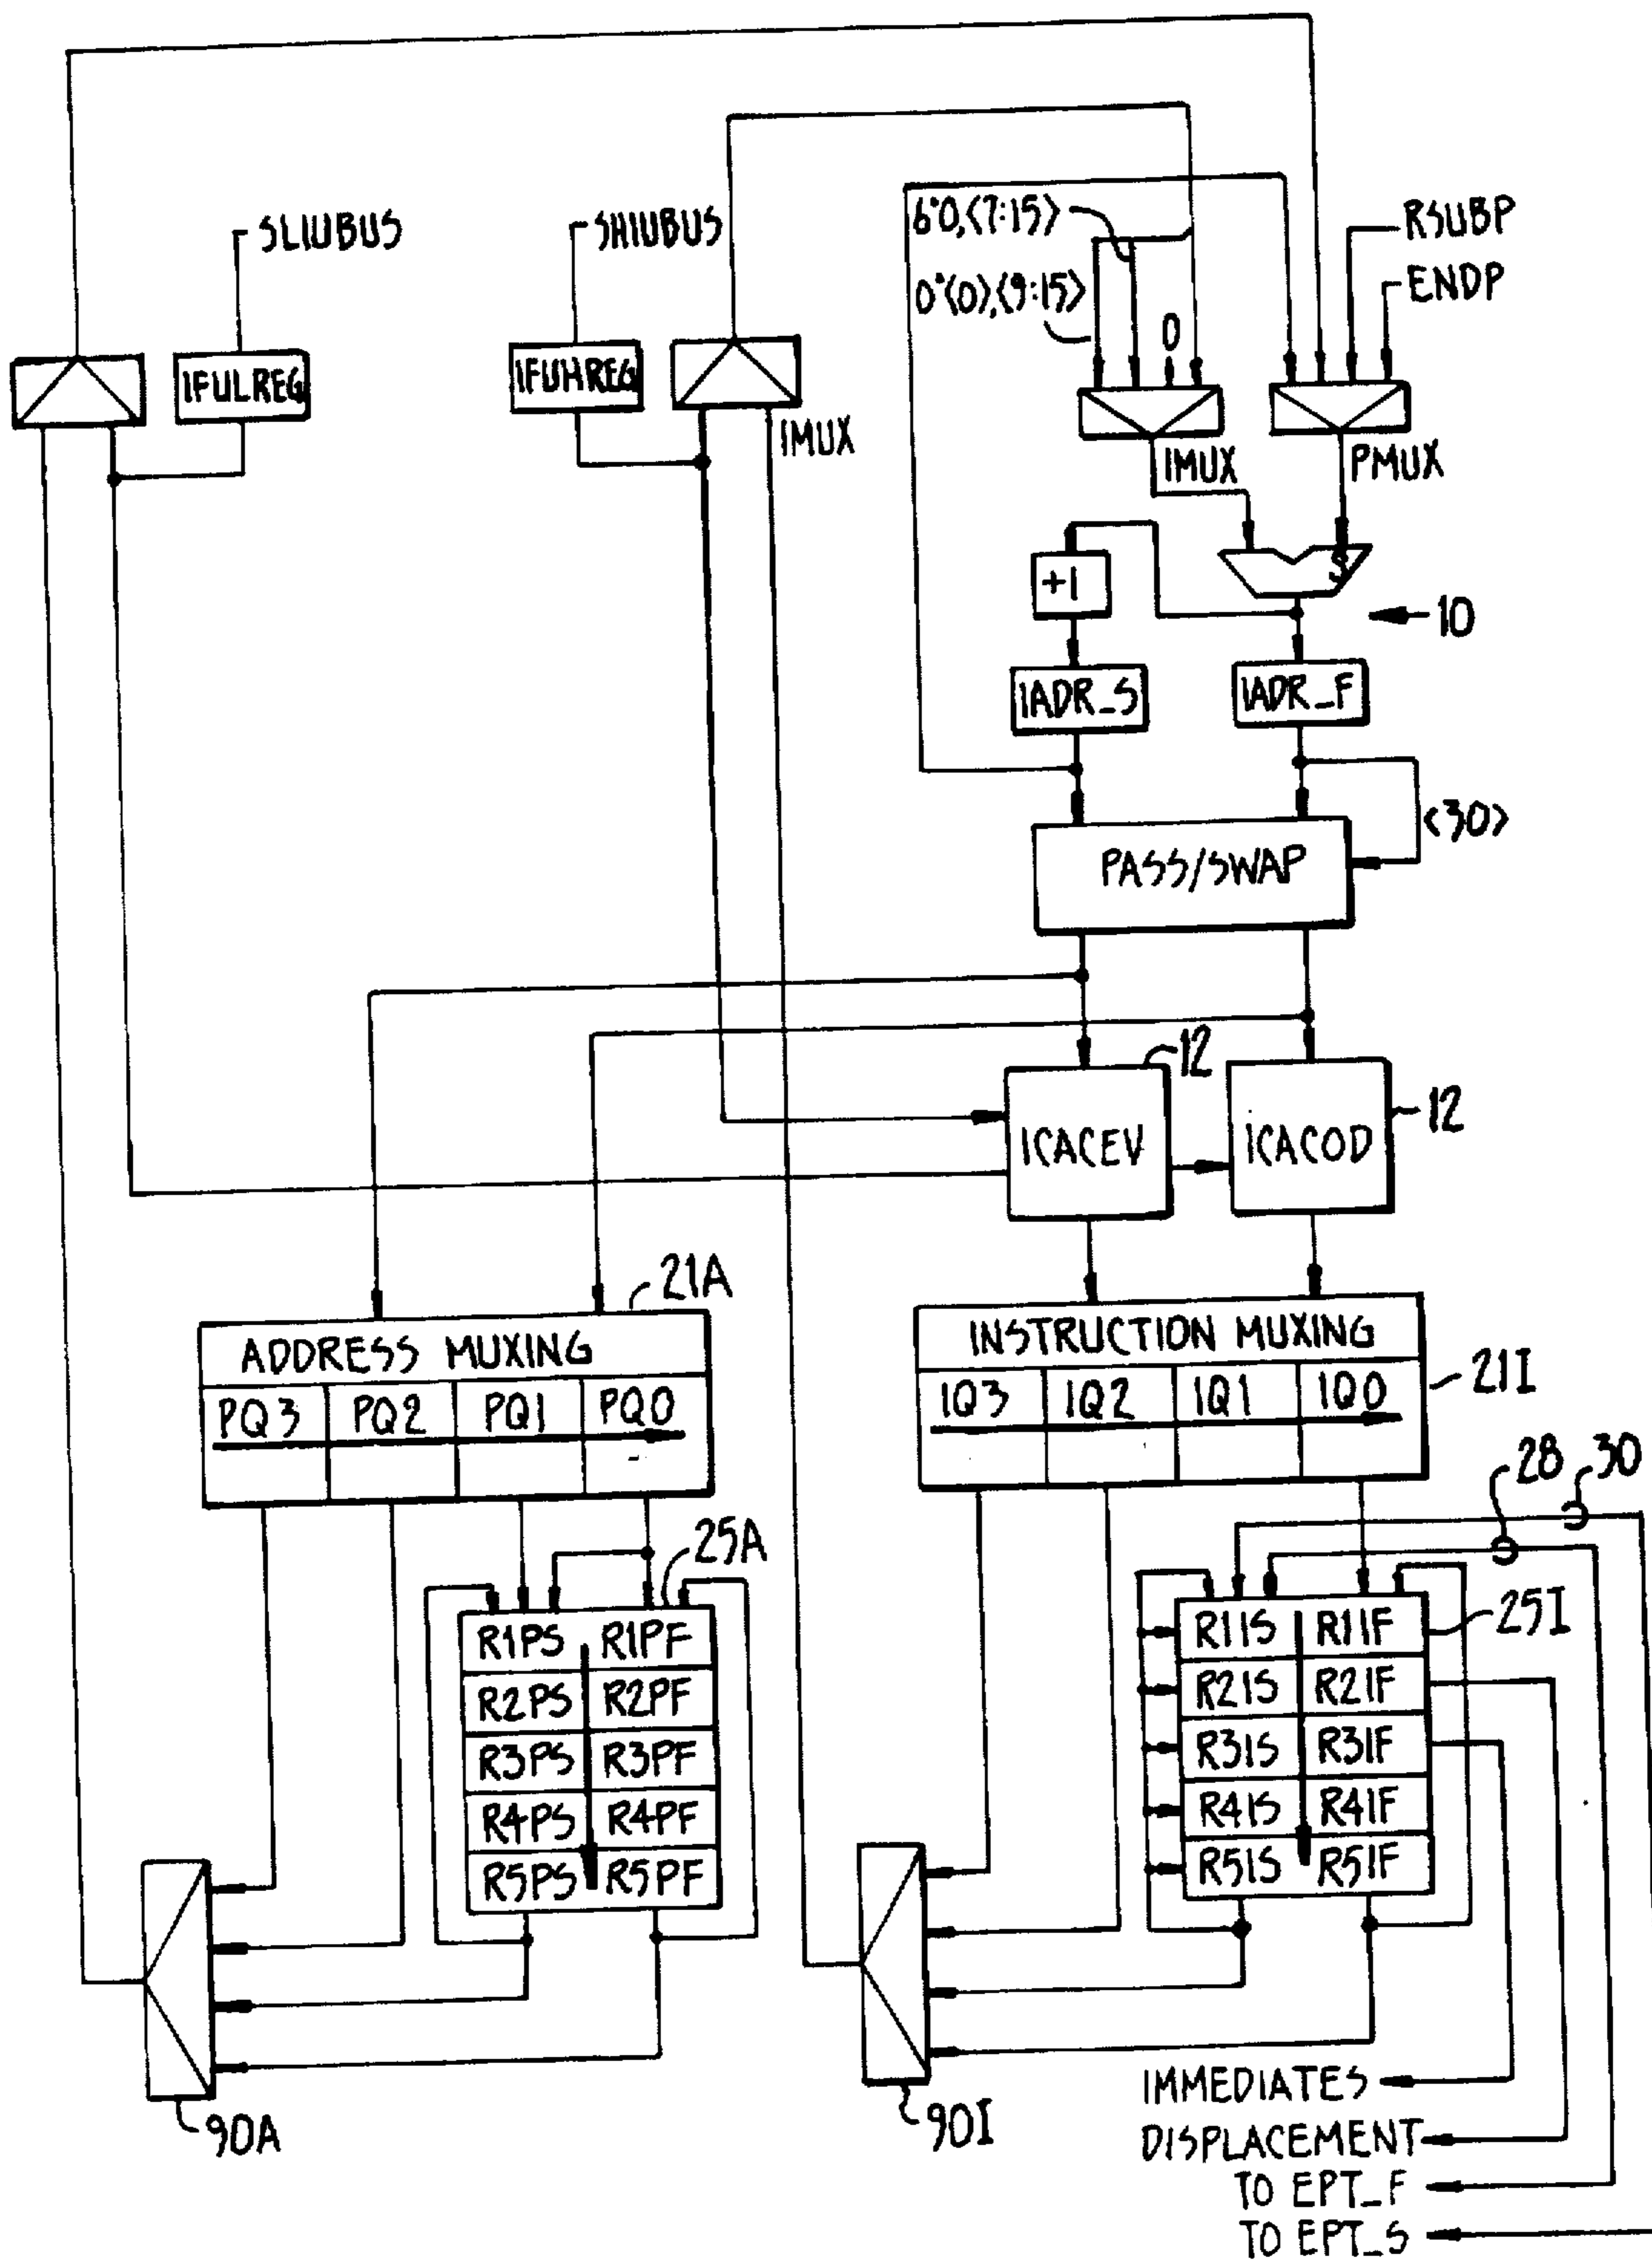 SLIUBUS
SHIUBUS
6*0,<7:15>
RSUBP
0*(0),<9:15>
ENDP
0
IFULREG
IFUHREG
IMUX
IMUX
PMUX
+1
10
IADR_S
IADR_F
<30>
PASS/SWAP
12
12
ICACEV
ICACOD
21A
ADDRESS MUXING
PQ3 PQ2 PQ1 PQ0
INSTRUCTION MUXING
IQ3 IQ2 IQ1 IQ0
21I
28
30
25A
R1PS R1PF
R2PS R2PF
R3PS R3PF
R4PS R4PF
R5PS R5PF
25I
R1IS R1IF
R2IS R2IF
R3IS R3IF
R4IS R4IF
R5IS R5IF
90A
90I
IMMEDIATES
DISPLACEMENT
TO EPT_F
TO EPT_S